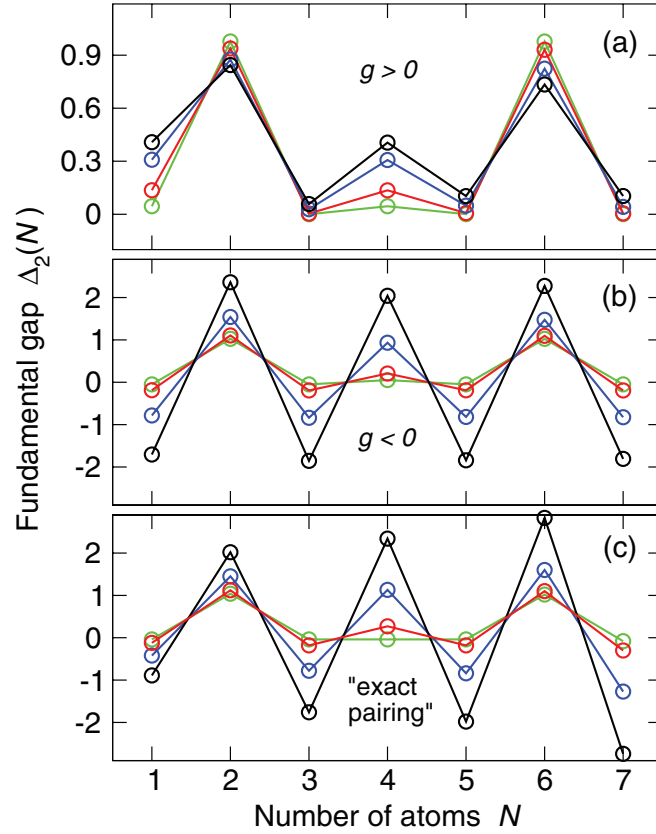 (a)
g > 0
0.9
0.6
0.3
0
(b)
g < 0
2
1
0
-1
-2
(c)
"exact
pairing"
2
1
0
-1
-2
Fundamental gap Δ₂(N)
1 2 3 4 5 6 7
Number of atoms N